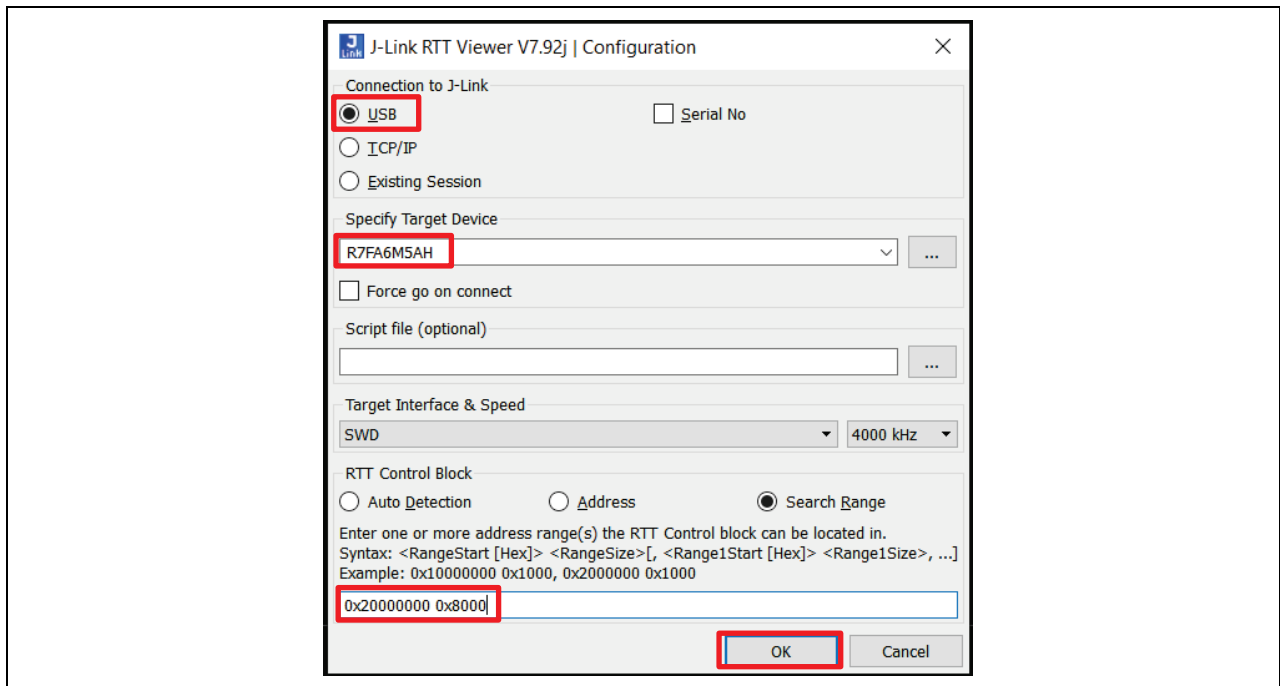 J-Link RTT Viewer V7.92j | Configuration
Connection to J-Link
USB Serial No
TCP/IP
Existing Session
Specify Target Device
R7FA6M5AH ...
Force go on connect
Script file (optional)
...
Target Interface & Speed
SWD 4000 kHz
RTT Control Block
Auto Detection Address Search Range
Enter one or more address range(s) the RTT Control block can be located in.
Syntax: <RangeStart [Hex]> <RangeSize>[, <Range1Start [Hex]> <Range1Size>, ...]
Example: 0x10000000 0x1000, 0x2000000 0x1000
0x20000000 0x8000
OK Cancel